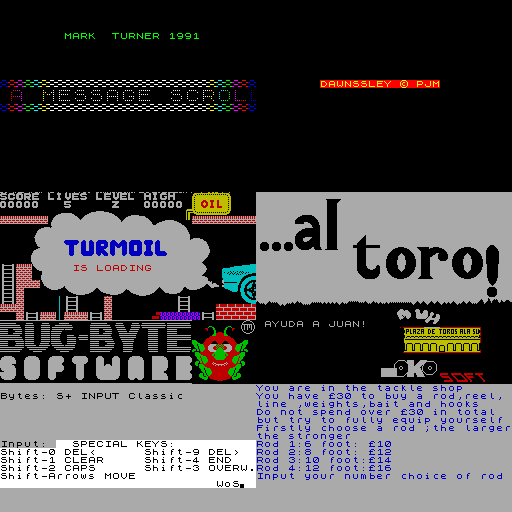 MARK TURNER 1991
A MESSAGE SCROL
DAWNSSLEY © PJM
SCORE LIVES LEVEL HIGH
00000 5 Z 00000
OIL
TURMOIL
IS LOADING
BUG-BYTE
SOFTWARE
TM
...al
toro!
AYUDA A JUAN!
PLAZA DE TOROS ALA SU
SOFT
Bytes: S+ INPUT Classic
Input: SPECIAL KEYS:
Shift-0 DEL< Shift-9 DEL>
Shift-1 CLEAR Shift-4 END
Shift-2 CAPS Shift-3 OVERW.
Shift-Arrows MOVE
WoS
You are in the tackle shop
You have £30 to buy a rod,reel,
line ,weights,bait and hooks
Do not spend over £30 in total
but try to fully equip yourself
Firstly choose a rod ;the larger
the stronger
Rod 1:6 foot: £10
Rod 2:8 foot: £12
Rod 3:10 foot:£14
Rod 4:12 foot:£16
Input your number choice of rod